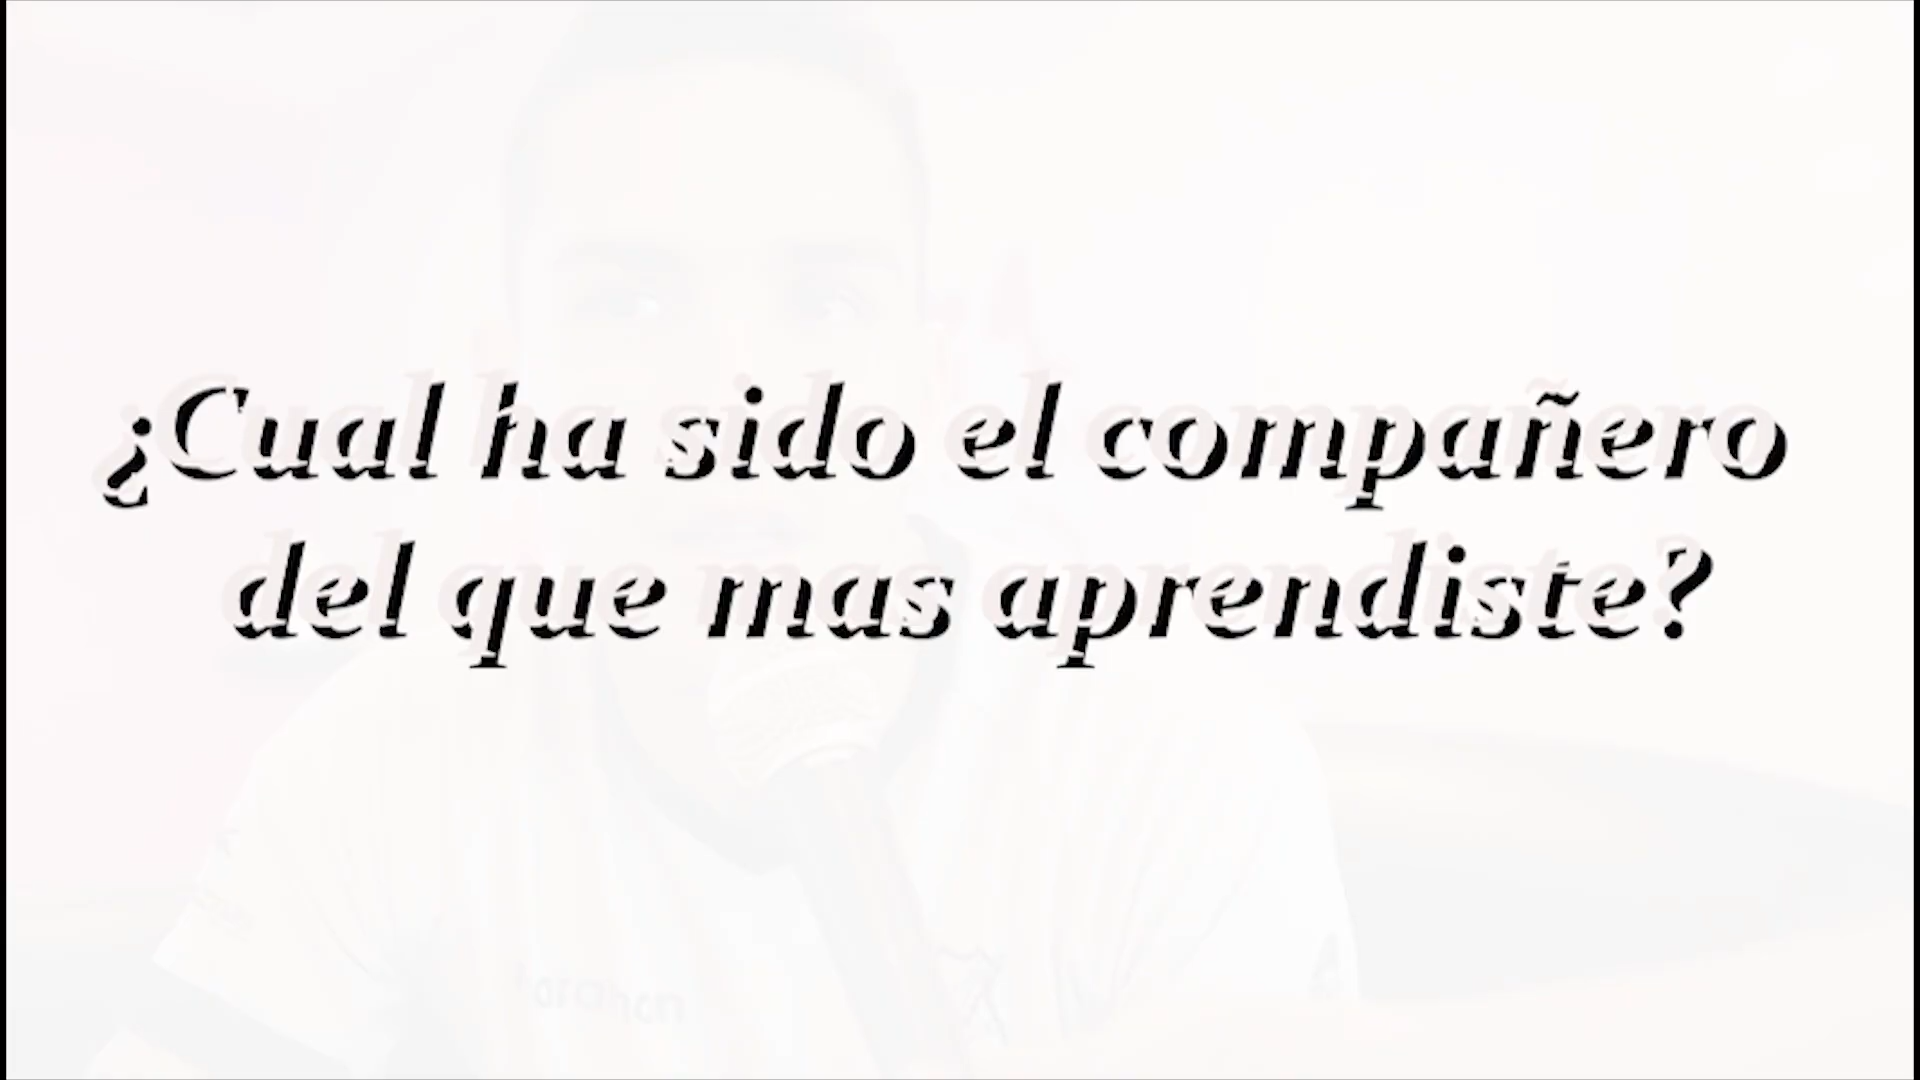 ¿Cual ha sido el compañero
del que mas aprendiste?